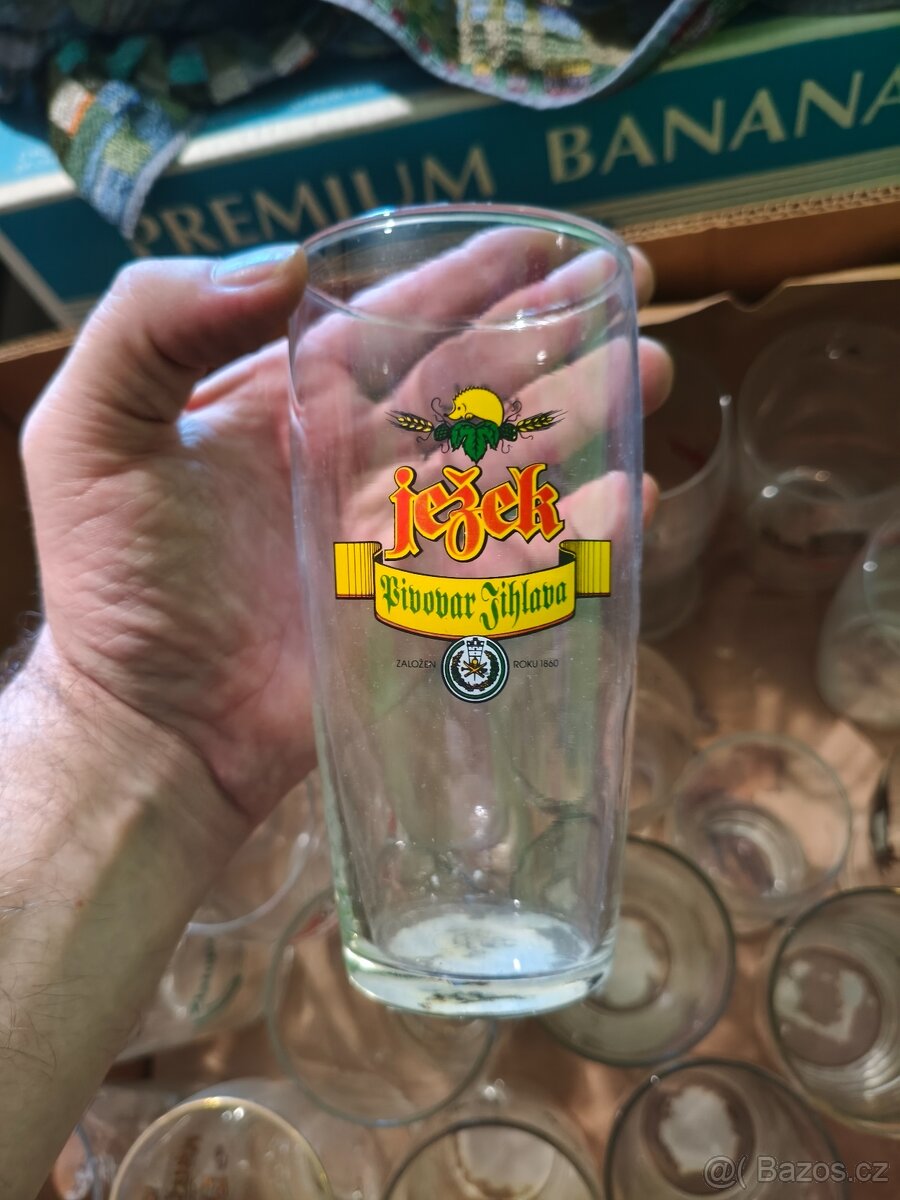 PREMIUM BANANA
ježek
Pivovar Jihlava
ZALOŽEN ROKU 1860
@( Bazos.cz